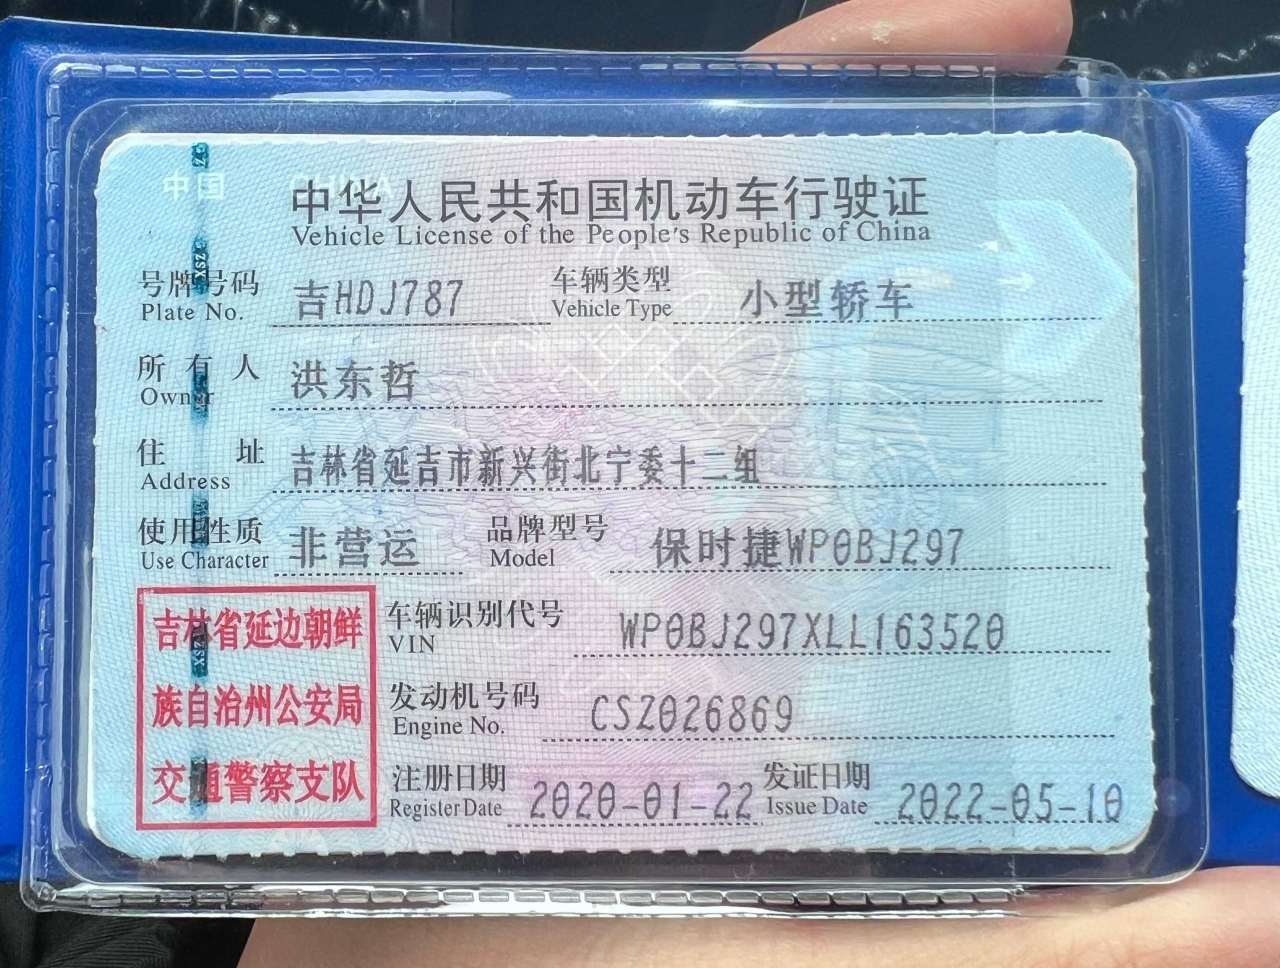 中国 CHINA
中华人民共和国机动车行驶证
Vehicle License of the People's Republic of China
号牌号码 吉HDJ787 车辆类型 小型轿车
Plate No. Vehicle Type
所有人 洪东哲
Owner
住址 吉林省延吉市新兴街北宁委十二组
Address
使用性质 非营运 品牌型号 保时捷WP0BJ297
Use Character Model
吉林省延边朝鲜
族自治州公安局
交通警察支队
车辆识别代号 WP0BJ297XLL163520
VIN
发动机号码 CSZ026869
Engine No.
注册日期 2020-01-22 发证日期 2022-05-10
Register Date Issue Date